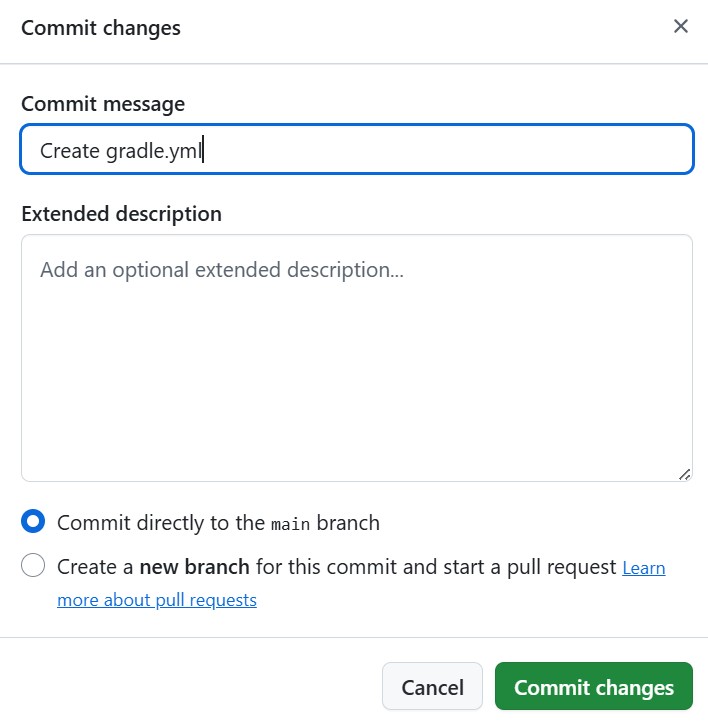 Commit changes
Commit message
Create gradle.yml
Extended description
Add an optional extended description...
Commit directly to the main branch
Create a new branch for this commit and start a pull request Learn
more about pull requests
Cancel
Commit changes